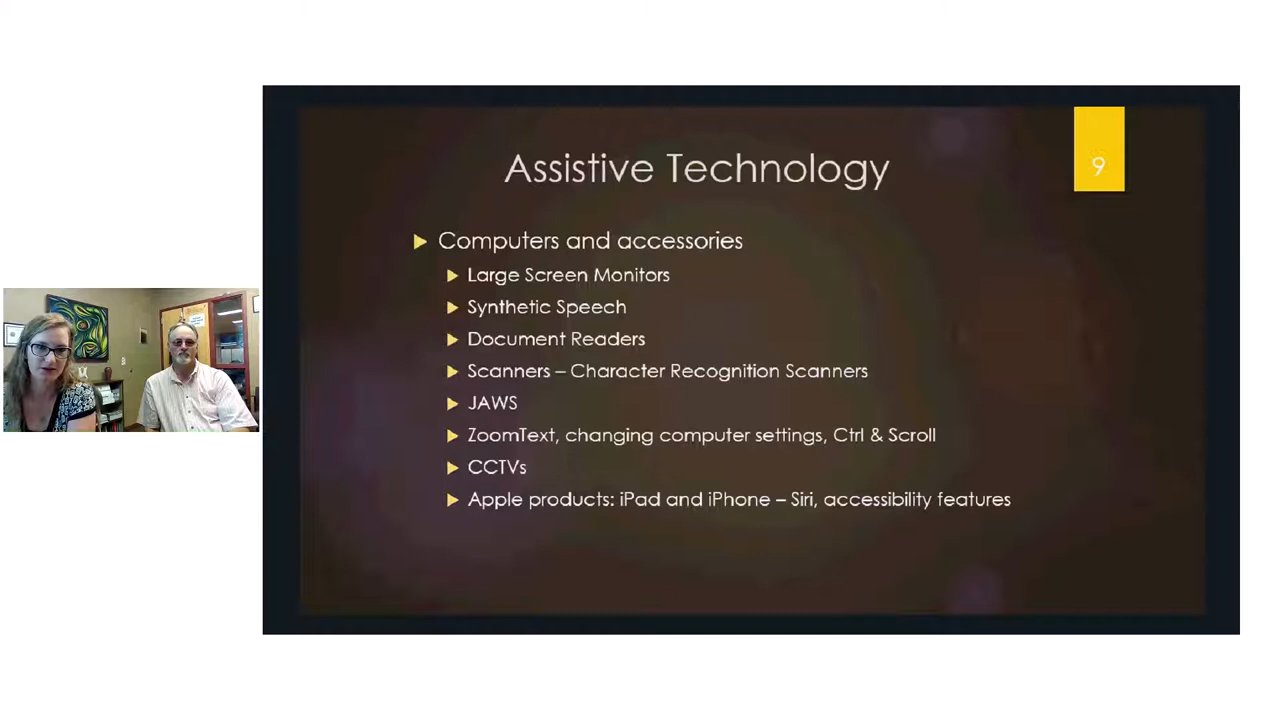 Assistive Technology
9
Computers and accessories
Large Screen Monitors
Synthetic Speech
Document Readers
Scanners – Character Recognition Scanners
JAWS
ZoomText, changing computer settings, Ctrl & Scroll
CCTVs
Apple products: iPad and iPhone – Siri, accessibility features